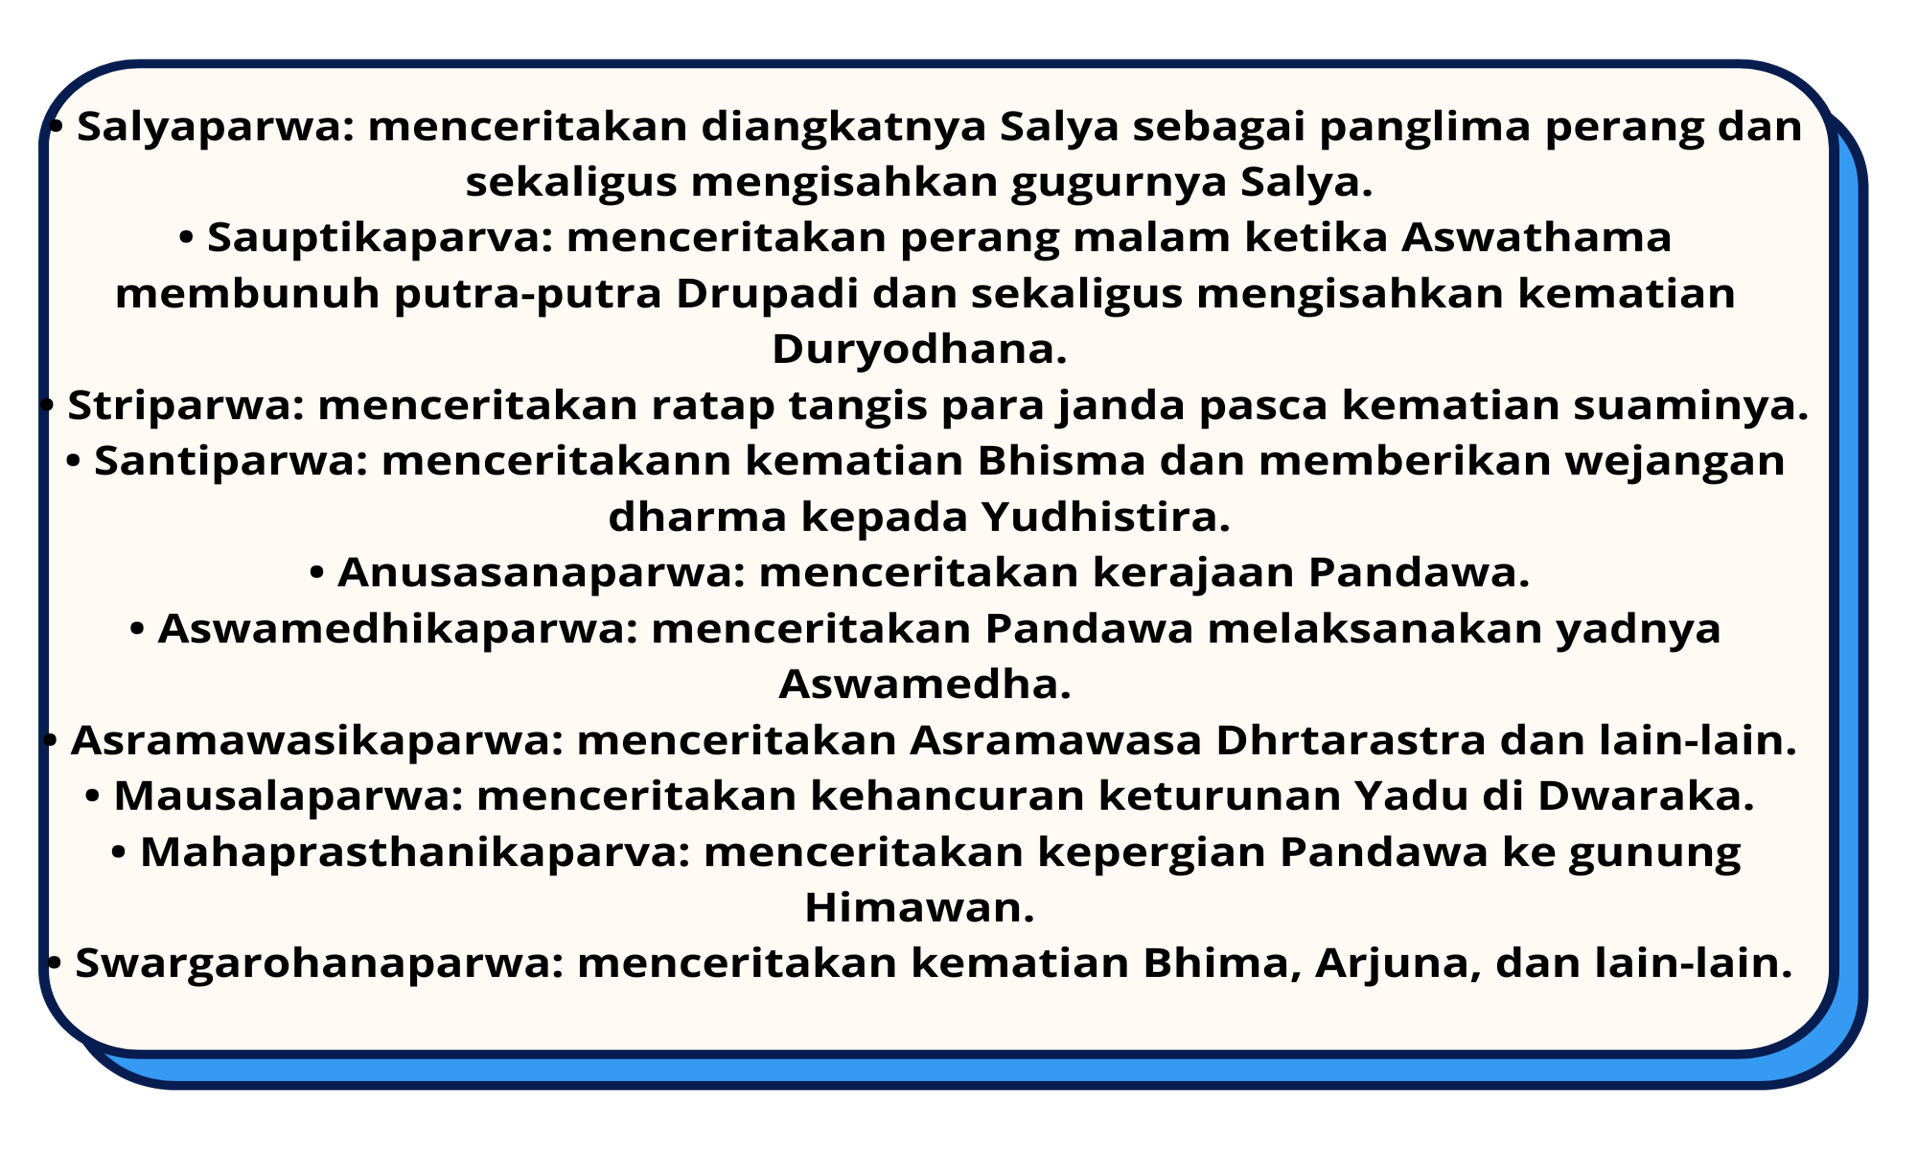 • Salyaparwa: menceritakan diangkatnya Salya sebagai panglima perang dan
sekaligus mengisahkan gugurnya Salya.
• Sauptikaparva: menceritakan perang malam ketika Aswathama
membunuh putra-putra Drupadi dan sekaligus mengisahkan kematian
Duryodhana.
• Striparwa: menceritakan ratap tangis para janda pasca kematian suaminya.
• Santiparwa: menceritakann kematian Bhisma dan memberikan wejangan
dharma kepada Yudhistira.
• Anusasanaparwa: menceritakan kerajaan Pandawa.
• Aswamedhikaparwa: menceritakan Pandawa melaksanakan yadnya
Aswamedha.
• Asramawasikaparwa: menceritakan Asramawasa Dhrtarastra dan lain-lain.
• Mausalaparwa: menceritakan kehancuran keturunan Yadu di Dwaraka.
• Mahaprasthanikaparva: menceritakan kepergian Pandawa ke gunung
Himawan.
• Swargarohanaparwa: menceritakan kematian Bhima, Arjuna, dan lain-lain.